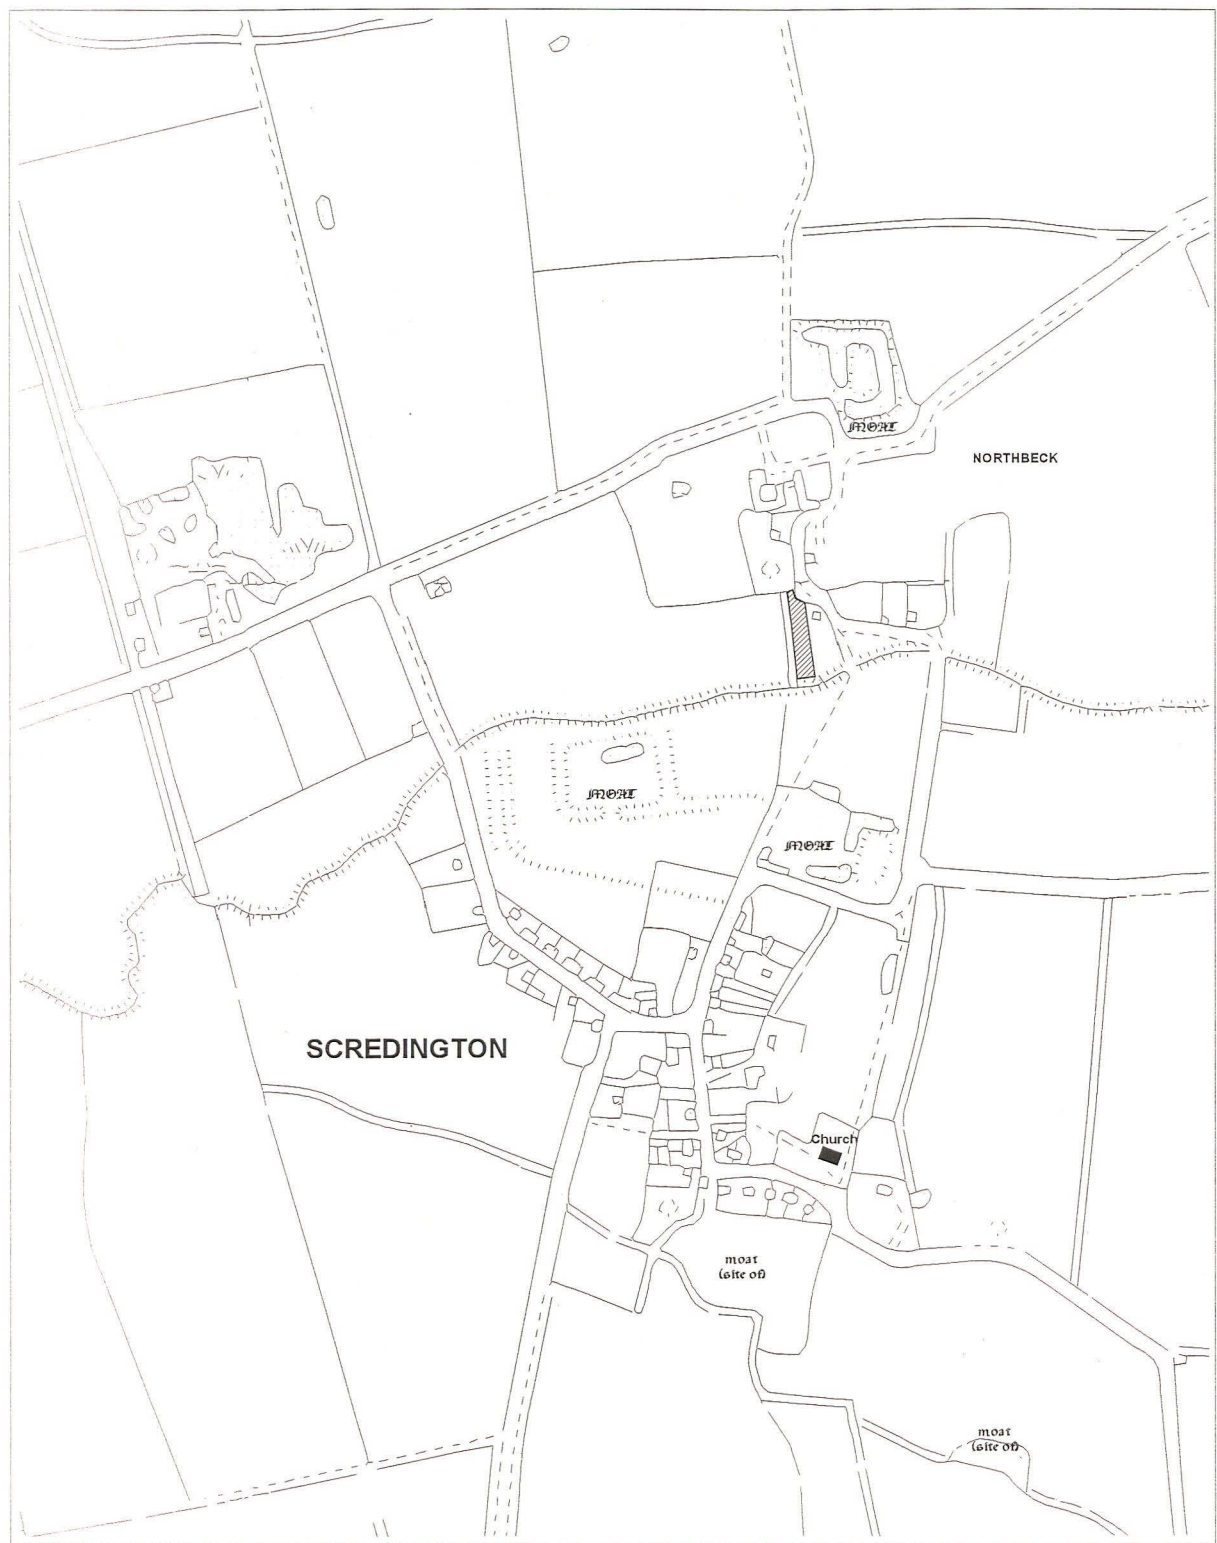 MOAT
NORTHBECK
MOAT
MOAT
SCREDINGTON
Church
moat
(site of)
moat
(site of)